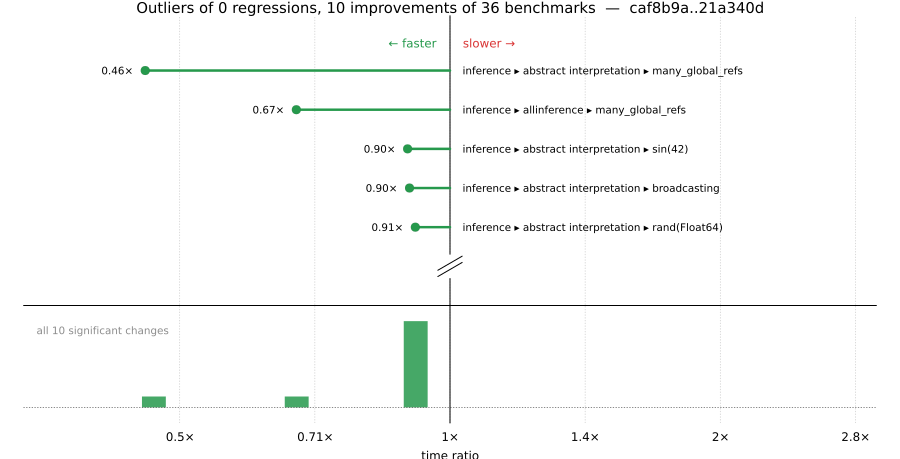 Outliers of 0 regressions, 10 improvements of 36 benchmarks — caf8b9a..21a340d
← faster slower →
0.46× inference ▸ abstract interpretation ▸ many_global_refs
0.67× inference ▸ allinference ▸ many_global_refs
0.90× inference ▸ abstract interpretation ▸ sin(42)
0.90× inference ▸ abstract interpretation ▸ broadcasting
0.91× inference ▸ abstract interpretation ▸ rand(Float64)
all 10 significant changes
0.5× 0.71× 1× 1.4× 2× 2.8×
time ratio